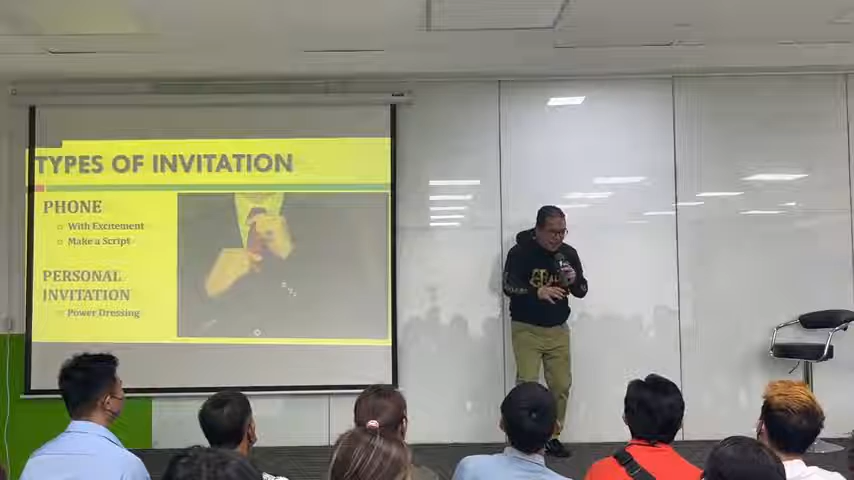 TYPES OF INVITATION
PHONE
With Excitement
Make a Script
PERSONAL
INVITATION
Power Dressing